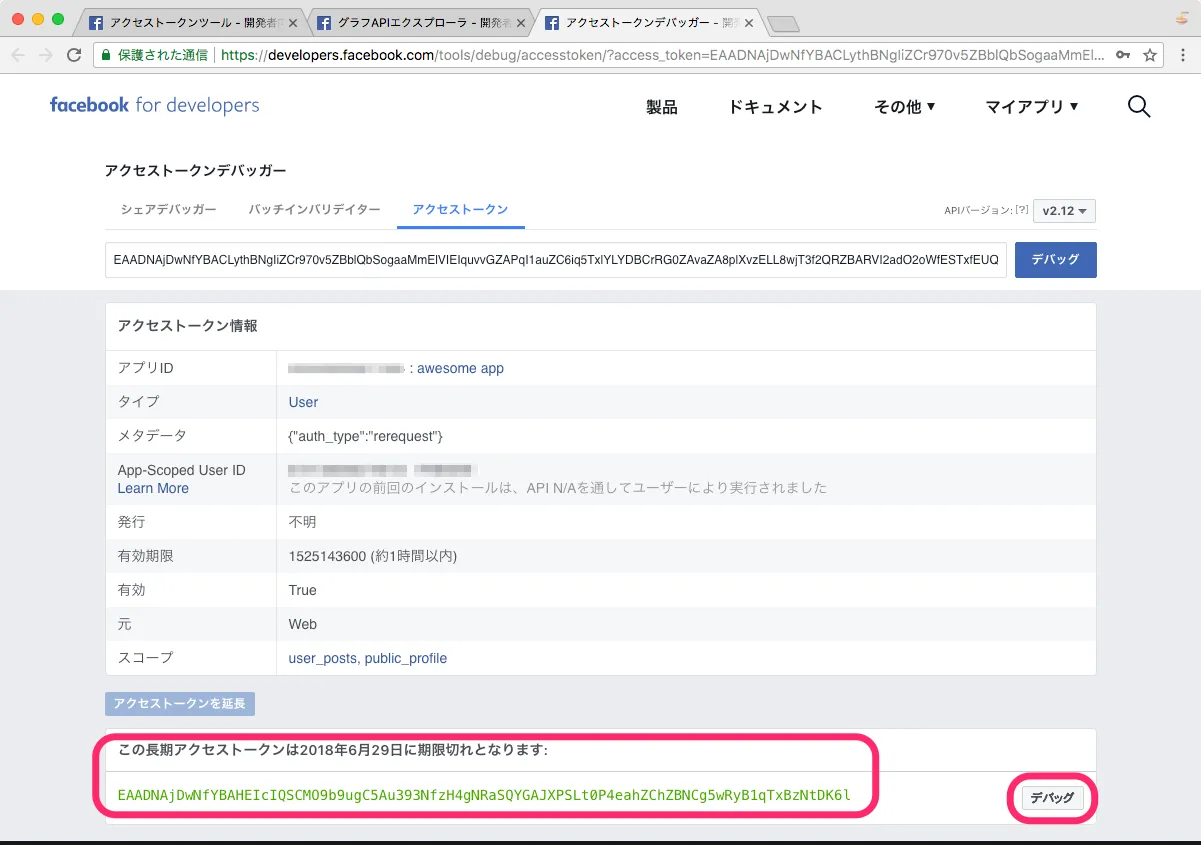 アクセストークンツール - 開発者
グラフAPIエクスプローラ - 開発者
アクセストークンデバッガー - 開発
保護された通信
https://developers.facebook.com/tools/debug/accesstoken/?access_token=EAADNAjDwNfYBACLythBNgIiZCr970v5ZBblQbSogaaMmEl...
facebook for developers
製品
ドキュメント
その他 ▼
マイアプリ ▼
アクセストークンデバッガー
シェアデバッガー
バッチインバリデイター
アクセストークン
APIバージョン: [?]
v2.12
EAADNAjDwNfYBACLythBNgIiZCr970v5ZBblQbSogaaMmElVIElquvvGZAPqI1auZC6iq5TxlYLYDBCrRG0ZAvaZA8plXvzELL8wjT3f2QRZBARVI2adO2oWfESTxfEUQ
デバッグ
アクセストークン情報
アプリID
: awesome app
タイプ
User
メタデータ
{"auth_type":"rerequest"}
App-Scoped User ID
Learn More
このアプリの前回のインストールは、API N/Aを通してユーザーにより実行されました
発行
不明
有効期限
1525143600 (約1時間以内)
有効
True
元
Web
スコープ
user_posts, public_profile
アクセストークンを延長
この長期アクセストークンは2018年6月29日に期限切れとなります:
EAADNAjDwNfYBAHEIcIQSCMO9b9ugC5Au393NfzH4gNRaSQYGAJXPSLt0P4eahZChZBNCg5wRyB1qTxBzNtDK6l
デバッグ